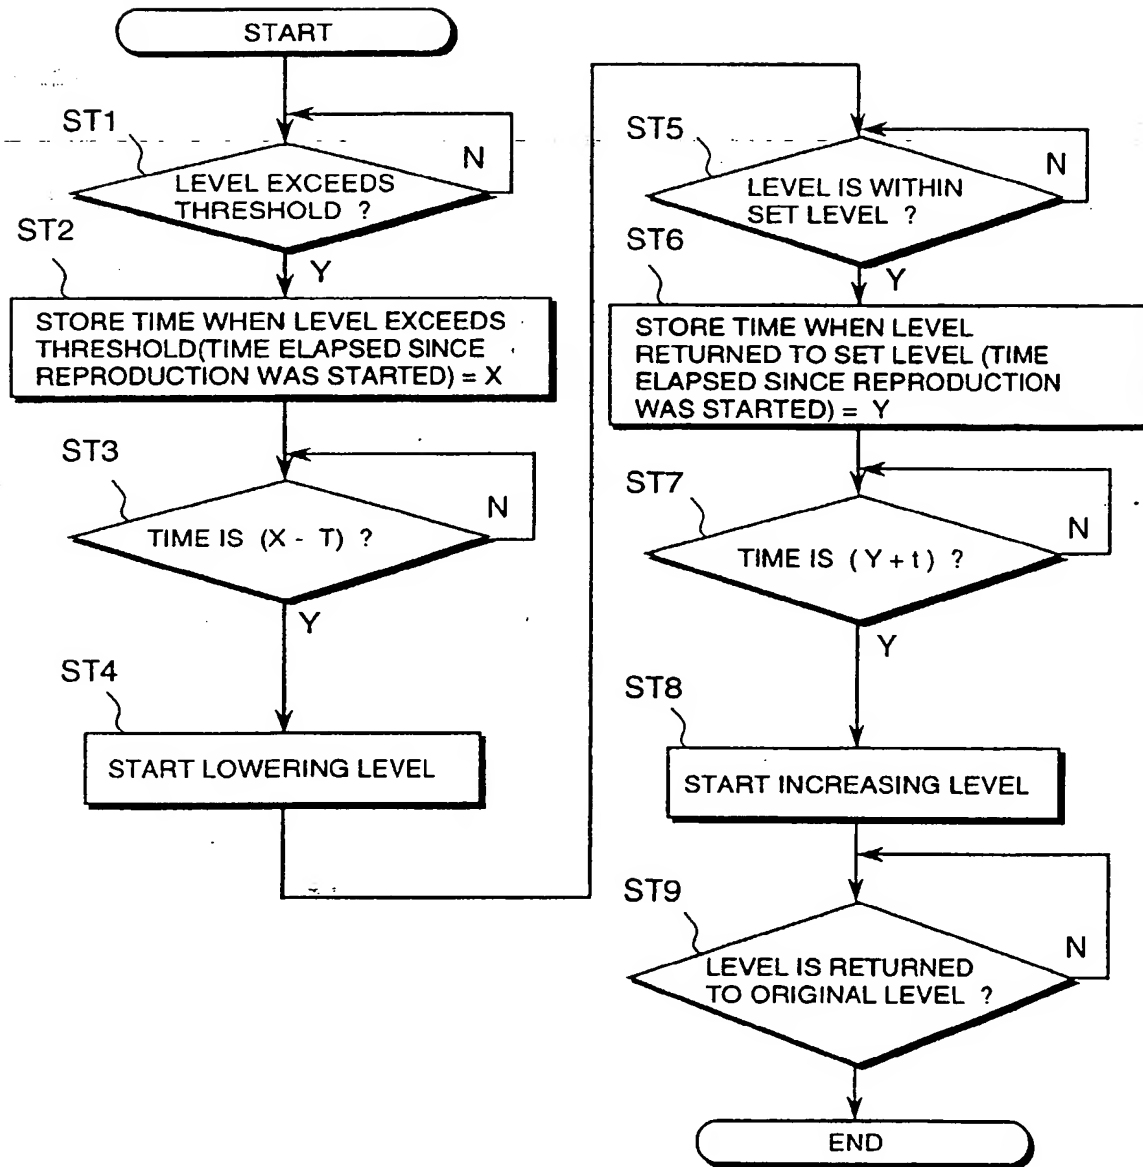 START
ST1
N
LEVEL EXCEEDS
THRESHOLD ?
ST2
Y
STORE TIME WHEN LEVEL EXCEEDS
THRESHOLD(TIME ELAPSED SINCE
REPRODUCTION WAS STARTED) = X
ST3
N
TIME IS (X - T) ?
Y
ST4
START LOWERING LEVEL
ST5
N
LEVEL IS WITHIN
SET LEVEL ?
ST6
Y
STORE TIME WHEN LEVEL
RETURNED TO SET LEVEL (TIME
ELAPSED SINCE REPRODUCTION
WAS STARTED) = Y
ST7
N
TIME IS (Y + t) ?
Y
ST8
START INCREASING LEVEL
ST9
N
LEVEL IS RETURNED
TO ORIGINAL LEVEL ?
END